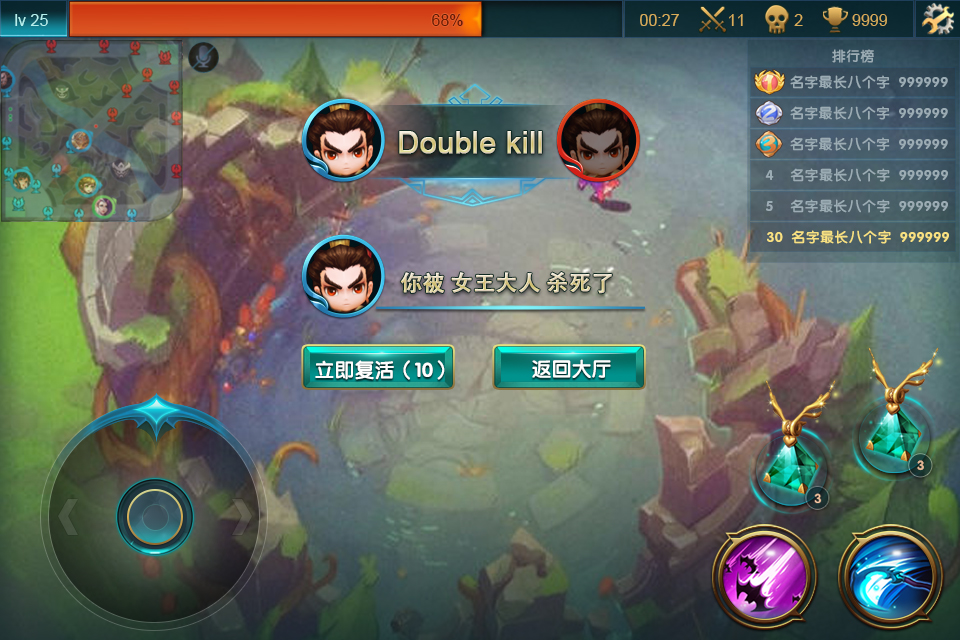 lv 25
68%
00:27
11
2
9999
排行榜
1 名字最长八个字 999999
2 名字最长八个字 999999
3 名字最长八个字 999999
4 名字最长八个字 999999
5 名字最长八个字 999999
30 名字最长八个字 999999
Double kill
你被 女王大人 杀死了
立即复活（10）
返回大厅
3
3